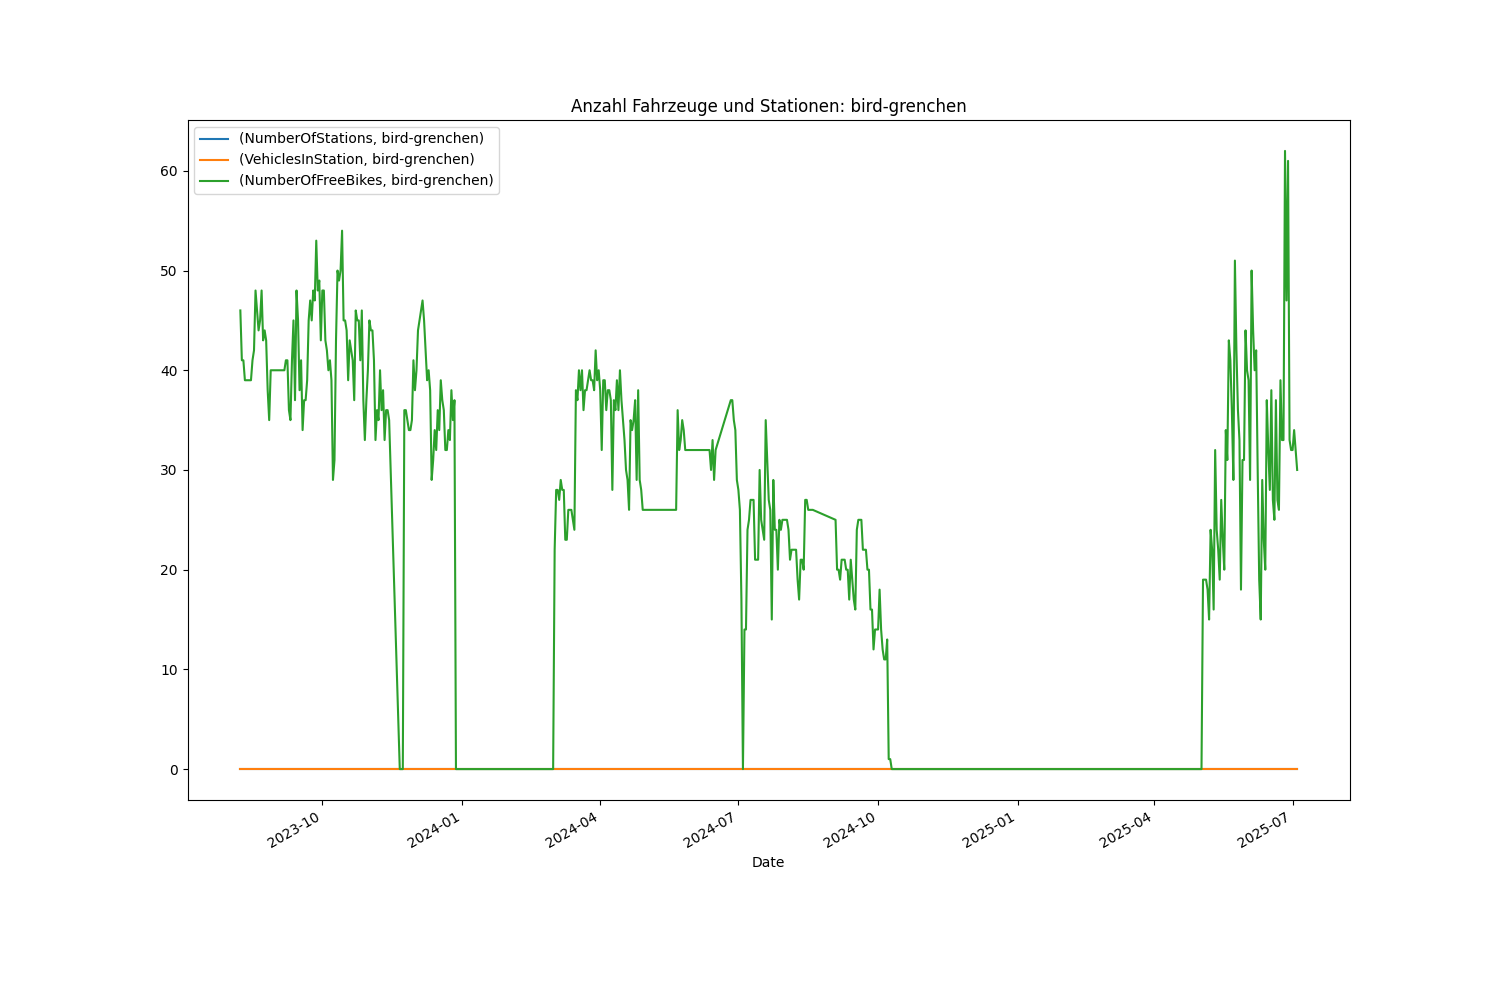 Anzahl Fahrzeuge und Stationen: bird-grenchen
(NumberOfStations, bird-grenchen)
(VehiclesInStation, bird-grenchen)
(NumberOfFreeBikes, bird-grenchen)
60
50
40
30
20
10
0
2023-10 2024-01 2024-04 2024-07 2024-10 2025-01 2025-04 2025-07
Date